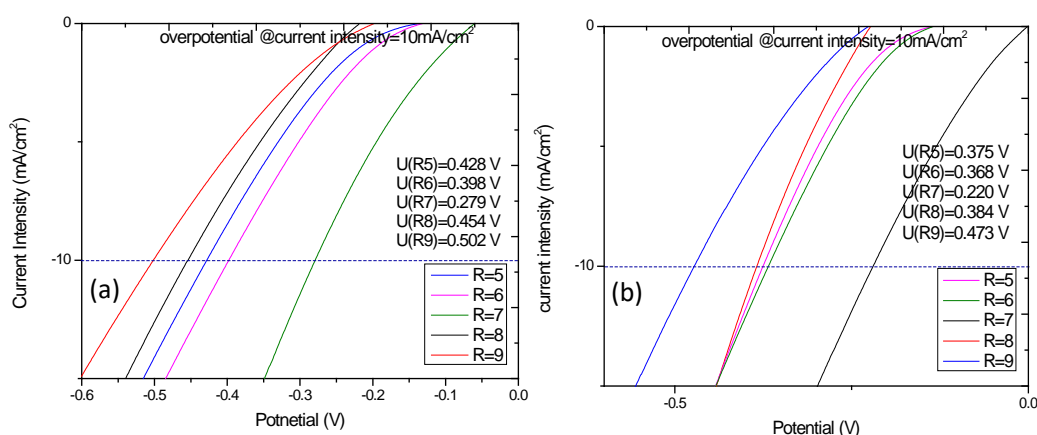 overpotential @current intensity=10mA/cm²
Current Intensity (mA/cm²)
0
-10
U(R5)=0.428 V
U(R6)=0.398 V
U(R7)=0.279 V
U(R8)=0.454 V
U(R9)=0.502 V
(a)
R=5
R=6
R=7
R=8
R=9
-0.6
-0.5
-0.4
-0.3
-0.2
-0.1
0.0
Potnetial (V)
overpotential @current intensity=10mA/cm²
current intensity (mA/cm²)
0
-10
U(R5)=0.375 V
U(R6)=0.368 V
U(R7)=0.220 V
U(R8)=0.384 V
U(R9)=0.473 V
(b)
R=5
R=6
R=7
R=8
R=9
-0.5
0.0
Potential (V)